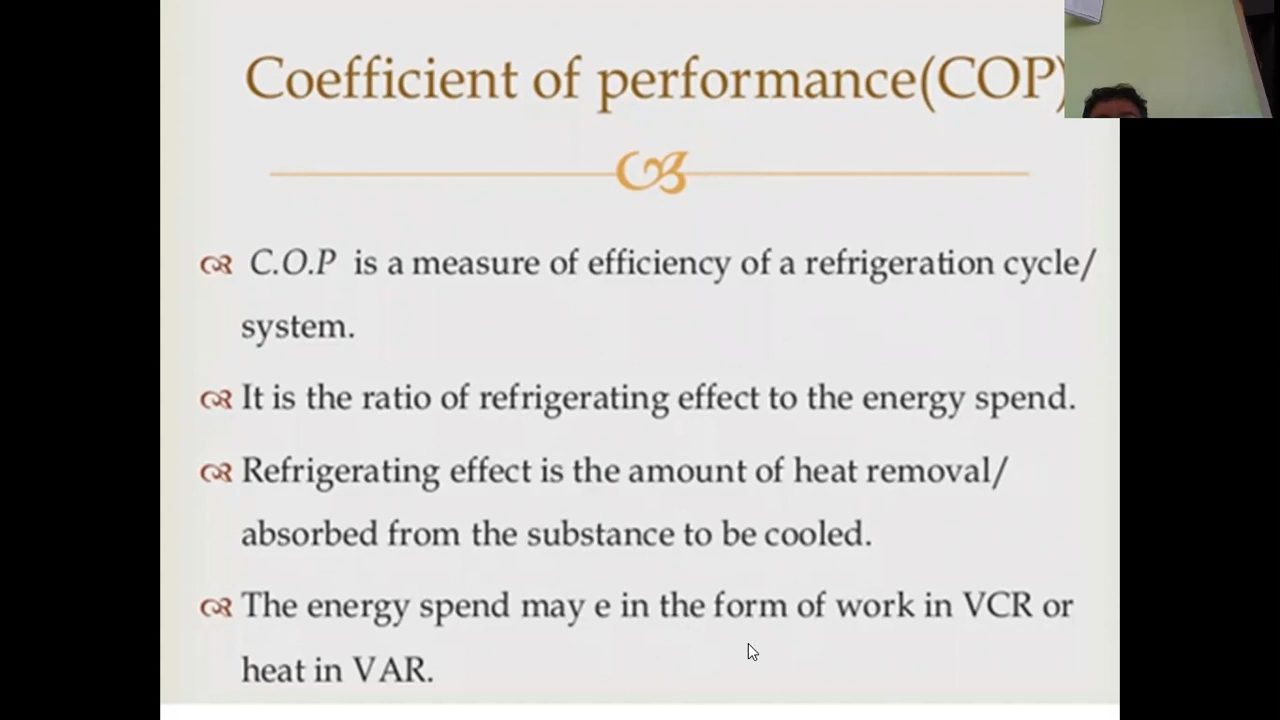 Coefficient of performance(COP)
C.O.P is a measure of efficiency of a refrigeration cycle/
system.
It is the ratio of refrigerating effect to the energy spend.
Refrigerating effect is the amount of heat removal/
absorbed from the substance to be cooled.
The energy spend may e in the form of work in VCR or
heat in VAR.